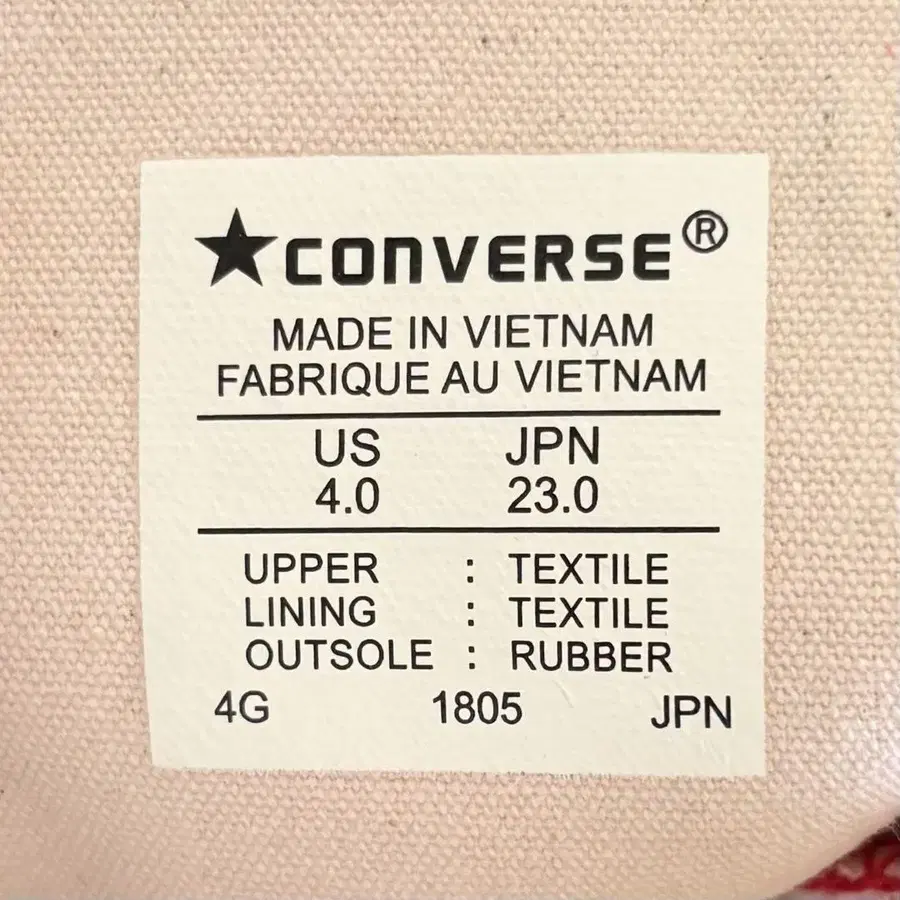 ★CONVERSE®
MADE IN VIETNAM
FABRIQUE AU VIETNAM
US JPN
4.0 23.0
UPPER : TEXTILE
LINING : TEXTILE
OUTSOLE : RUBBER
4G 1805 JPN